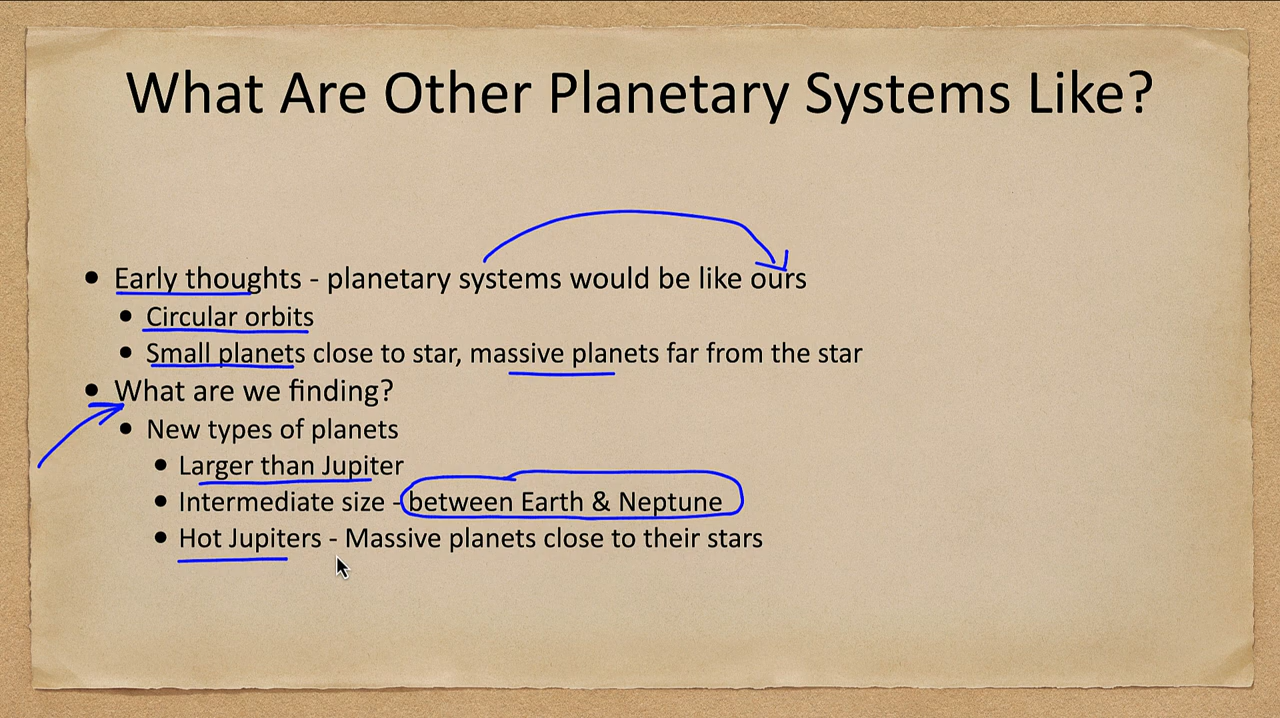 What Are Other Planetary Systems Like?
• Early thoughts - planetary systems would be like ours
• Circular orbits
• Small planets close to star, massive planets far from the star
• What are we finding?
• New types of planets
• Larger than Jupiter
• Intermediate size - between Earth & Neptune
• Hot Jupiters - Massive planets close to their stars